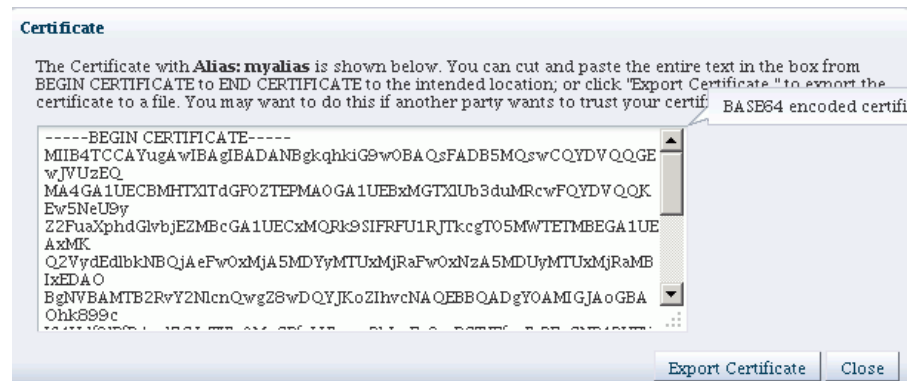 Certificate
The Certificate with Alias: myalias is shown below. You can cut and paste the entire text in the box from
BEGIN CERTIFICATE to END CERTIFICATE to the intended location; or click "Export Certificate " to export the
certificate to a file. You may want to do this if another party wants to trust your
BASE64 encoded
-----BEGIN CERTIFICATE-----
MIIB4TCCAYugAwIBAgIBADANBgkqhkiG9w0BAQsFADB5MQswCQYDVQQGE
wJVUzEQ
MA4GA1UECBMHTXlTdGF0ZTEPMA0GA1UEBxMGTXlUb3duMRcwFQYDVQQK
Ew5NeU9y
Z2FuaXphdGlvbjEZMBcGA1UECxMQRk9SIFRFU1RJTkcgT05MWTETMBEGA1UE
AxMK
Q2VydEdlbkNBQjAeFw0xMjA5MDYyMTUxMjRaFw0xNzA5MDUyMTUxMjRaMB
IxEDAO
BgNVBAMTB2RvY2NlcnQwgZ8wDQYJKoZIhvcNAQEBBQADgY0AMIGJAoGBA
Ohk899c
Export Certificate
Close